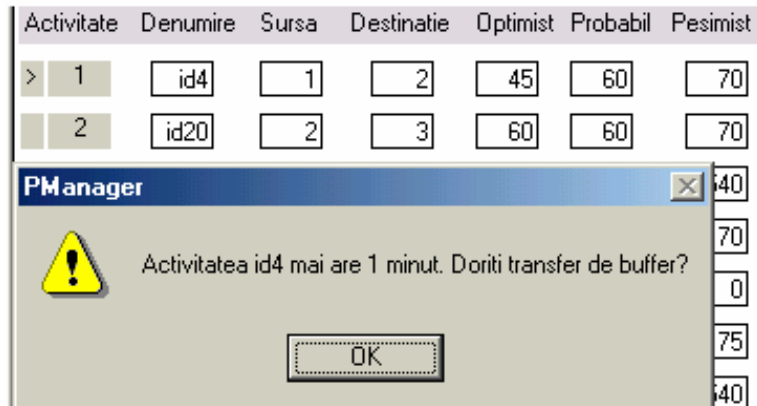 Activitate Denumire Sursa Destinatie Optimist Probabil Pesimist
> 1 id4 1 2 45 60 70
2 id20 2 3 60 60 70
PManager
70
Activitatea id4 mai are 1 minut. Doriti transfer de buffer?
0
OK
75